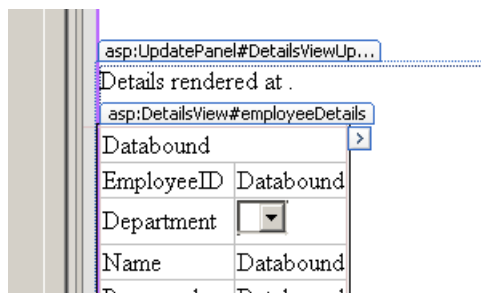 asp:UpdatePanel#DetailsViewUp...
Details rendered at .
asp:DetailsView#employeeDetails
Databound
EmployeeID Databound
Department
Name Databound